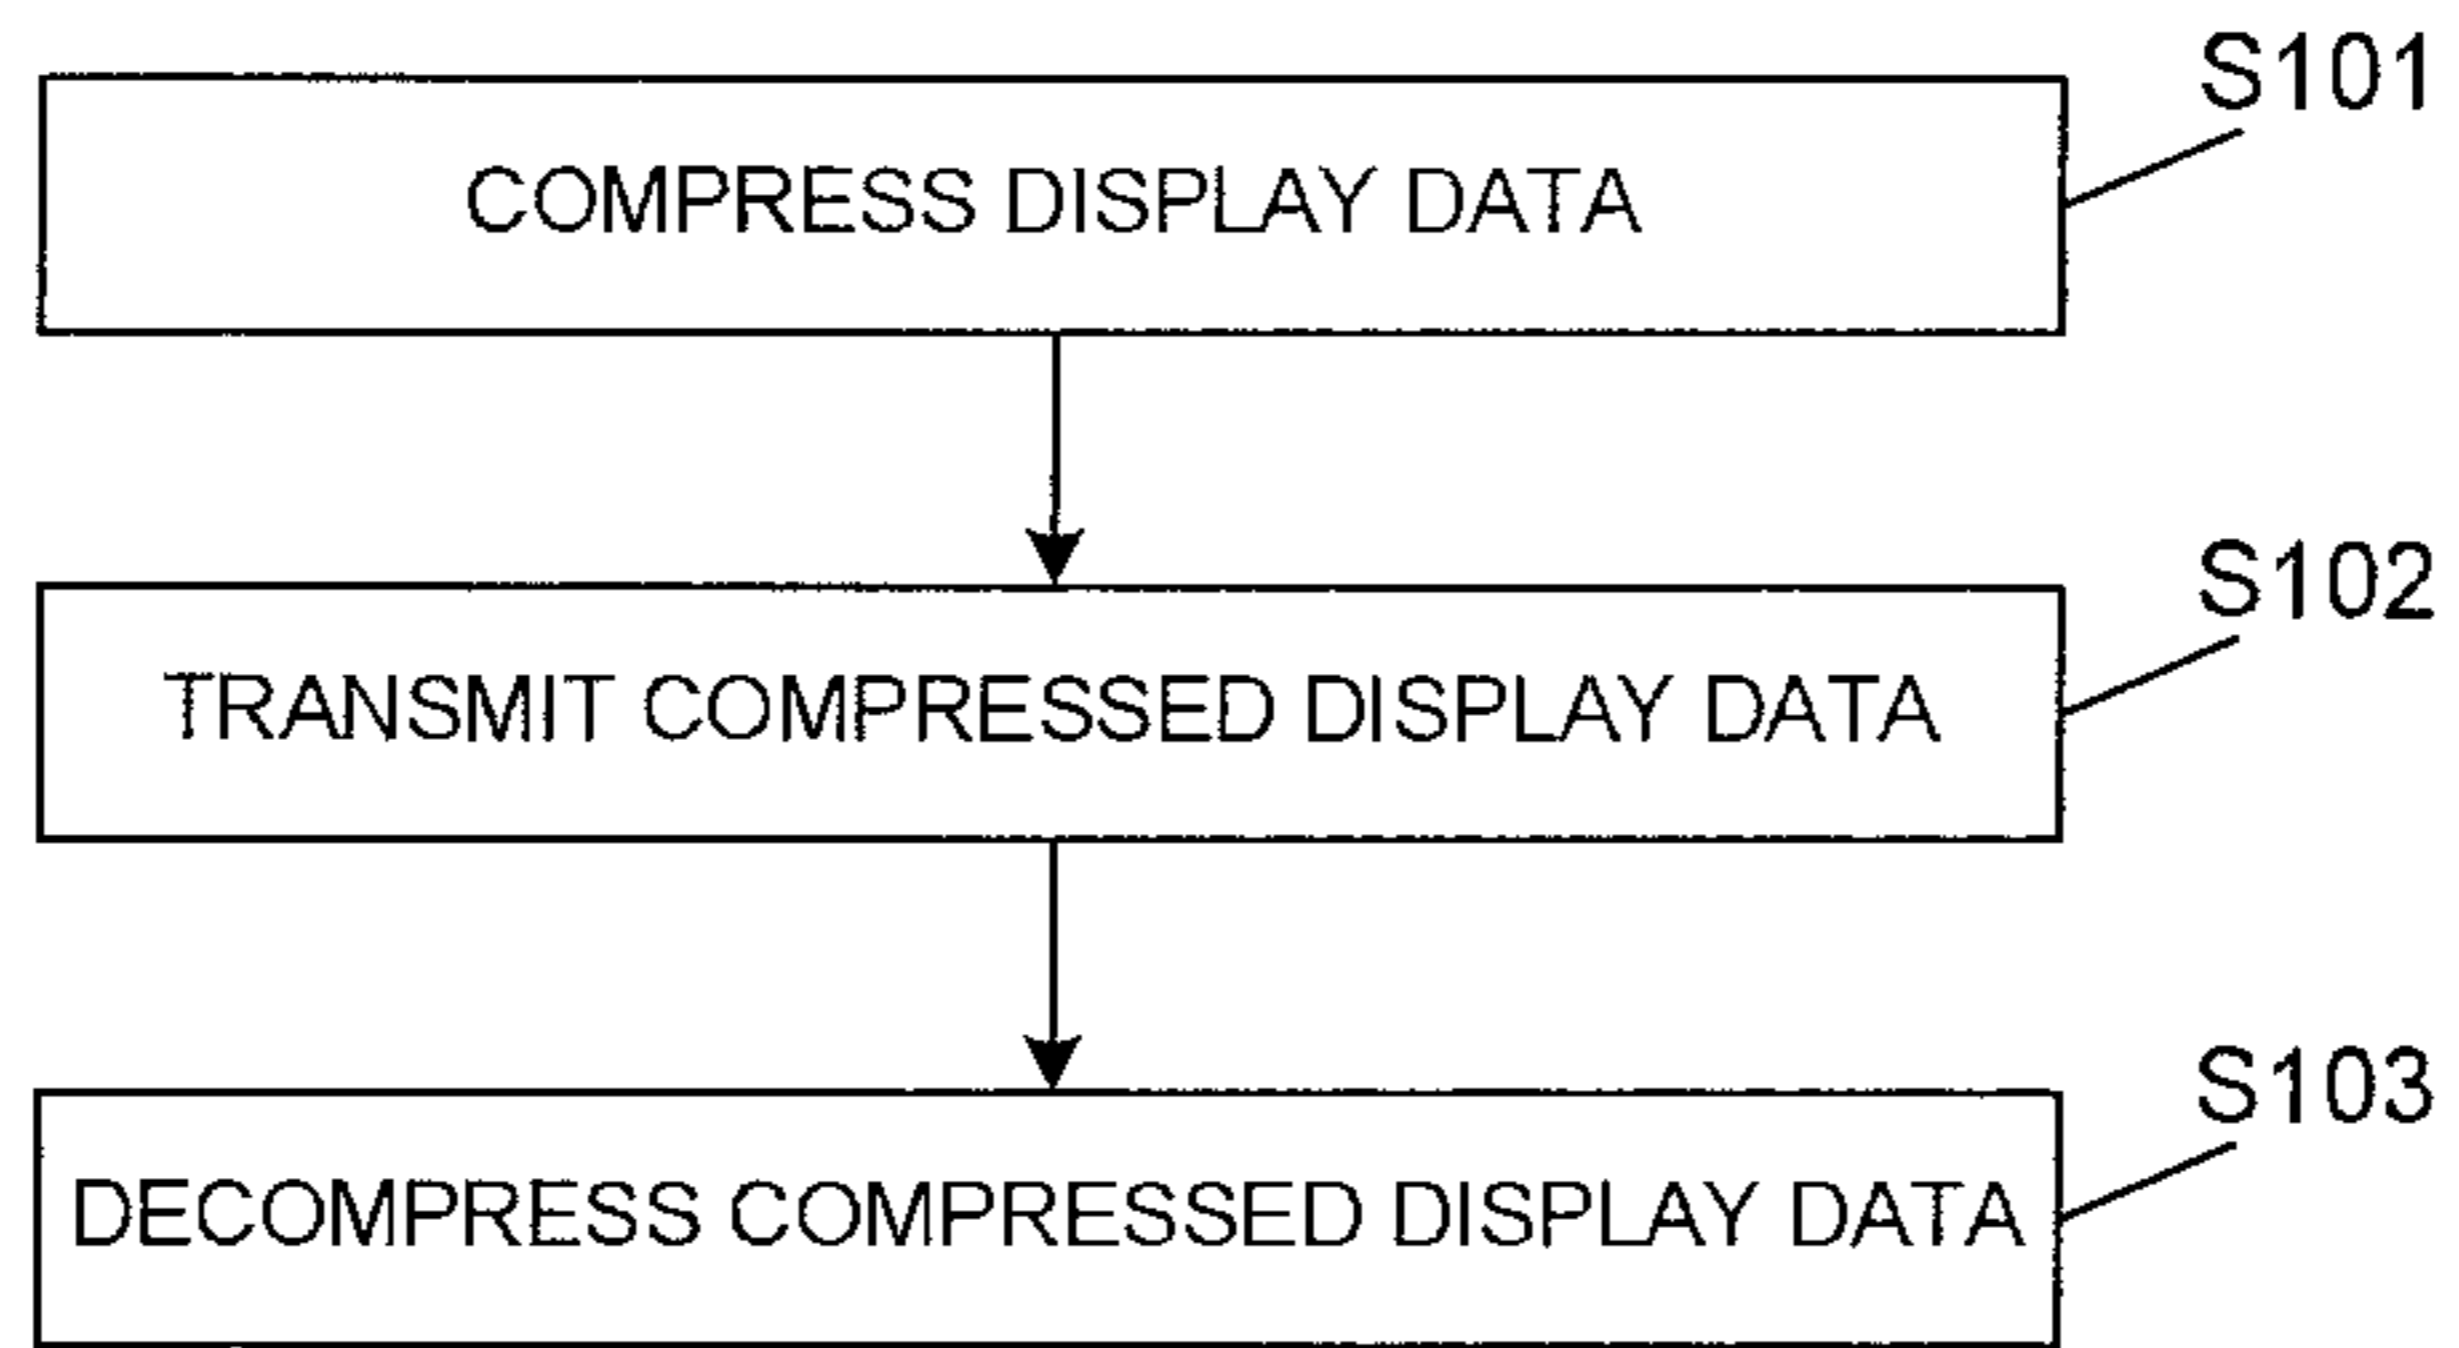 S101
COMPRESS DISPLAY DATA
S102
TRANSMIT COMPRESSED DISPLAY DATA
S103
DECOMPRESS COMPRESSED DISPLAY DATA